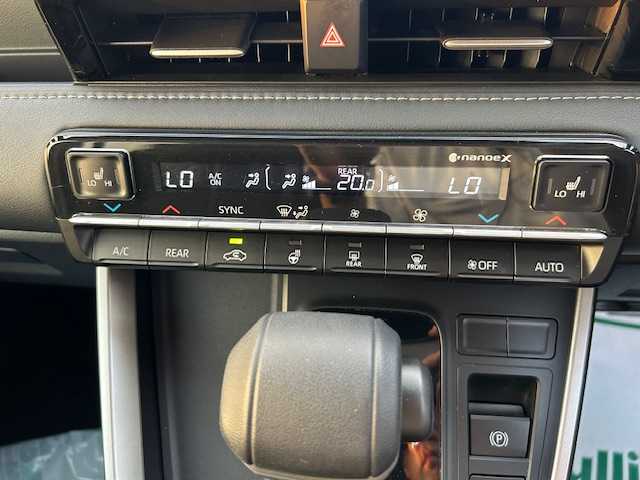 nanoeX
REAR
LO A/C ON 20.0 LO
LO HI
LO HI
SYNC
A/C REAR REAR FRONT OFF AUTO
P